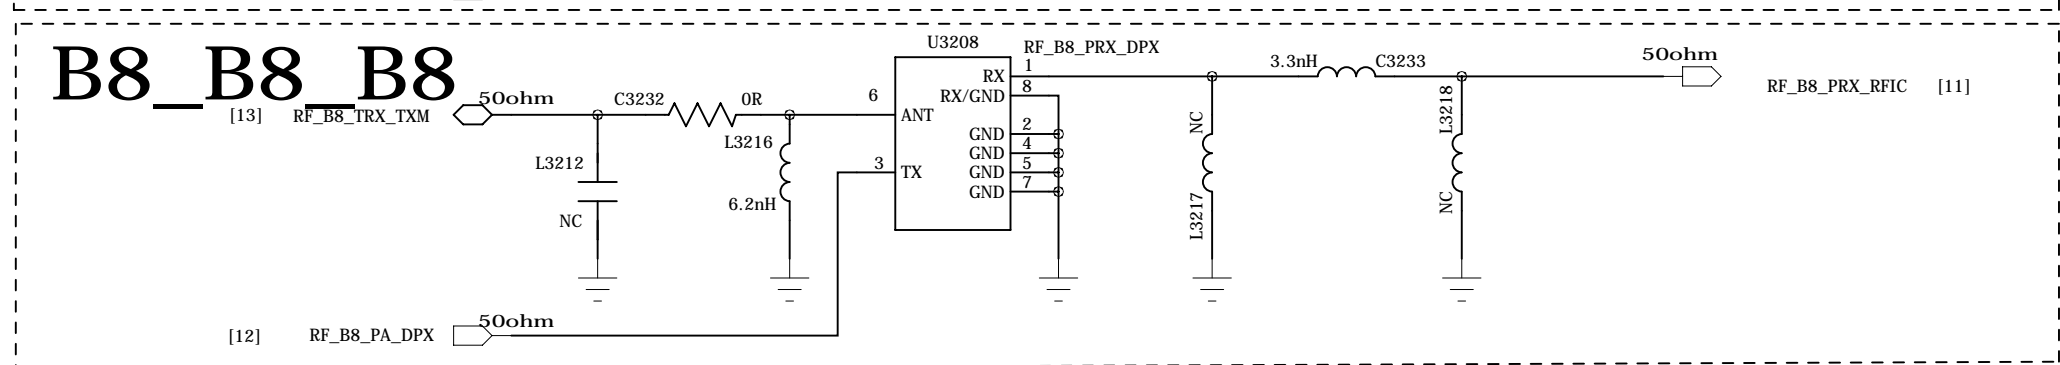 B8_B8_B8
U3208
RF_B8_PRX_DPX
50ohm
3.3nH
C3233
RX
1
RX/GND
8
RF_B8_PRX_RFIC [11]
50ohm
C3232
0R
6
ANT
[13] RF_B8_TRX_TXM
L3218
NC
GND
2
L3216
GND
4
L3212
3
TX
GND
5
GND
7
6.2nH
NC
L3217
NC
50ohm
[12] RF_B8_PA_DPX